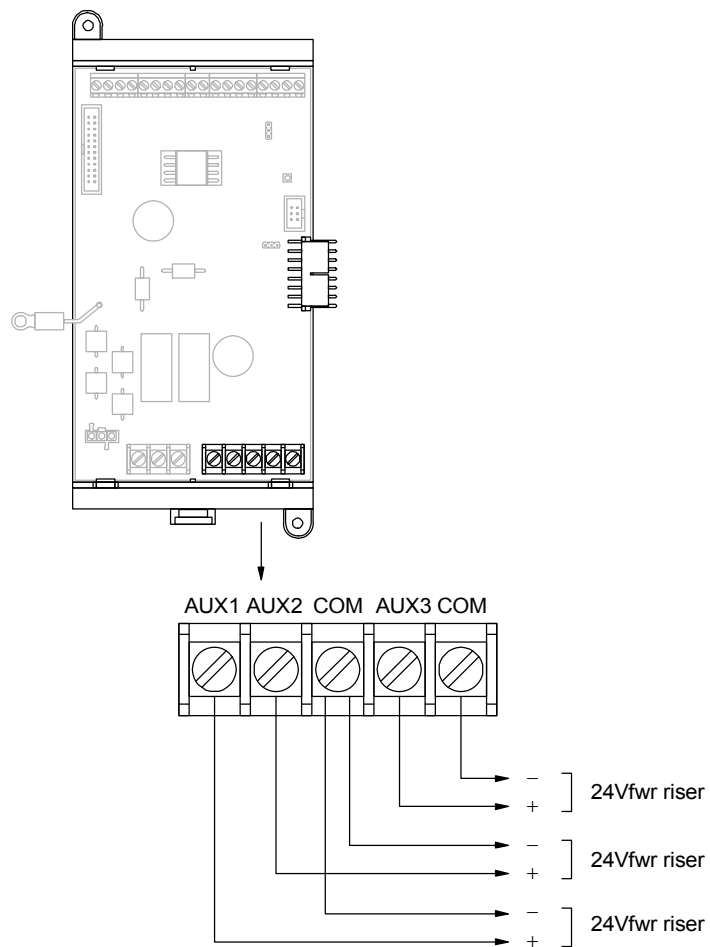 AUX1 AUX2 COM AUX3 COM
− 24Vfwr riser
+
− 24Vfwr riser
+
− 24Vfwr riser
+